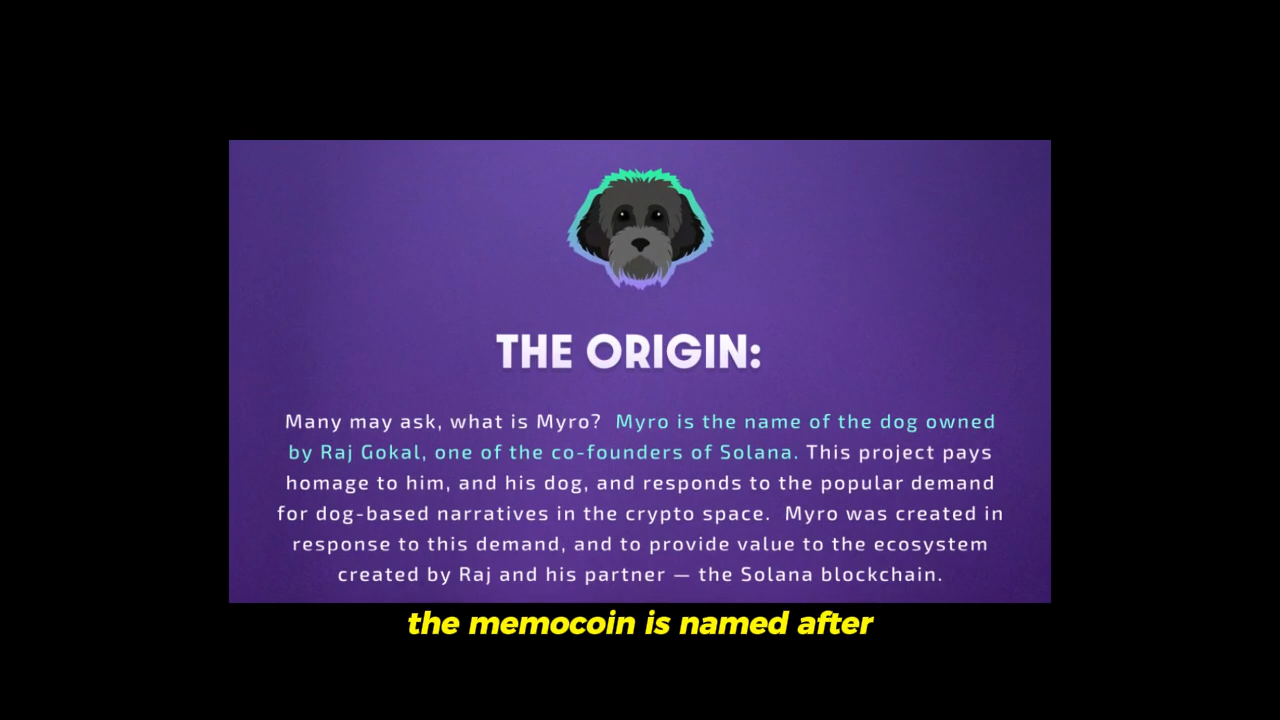 THE ORIGIN:
Many may ask, what is Myro?  Myro is the name of the dog owned
by Raj Gokal, one of the co-founders of Solana. This project pays
homage to him, and his dog, and responds to the popular demand
for dog-based narratives in the crypto space.  Myro was created in
response to this demand, and to provide value to the ecosystem
created by Raj and his partner — the Solana blockchain.
the memocoin is named after